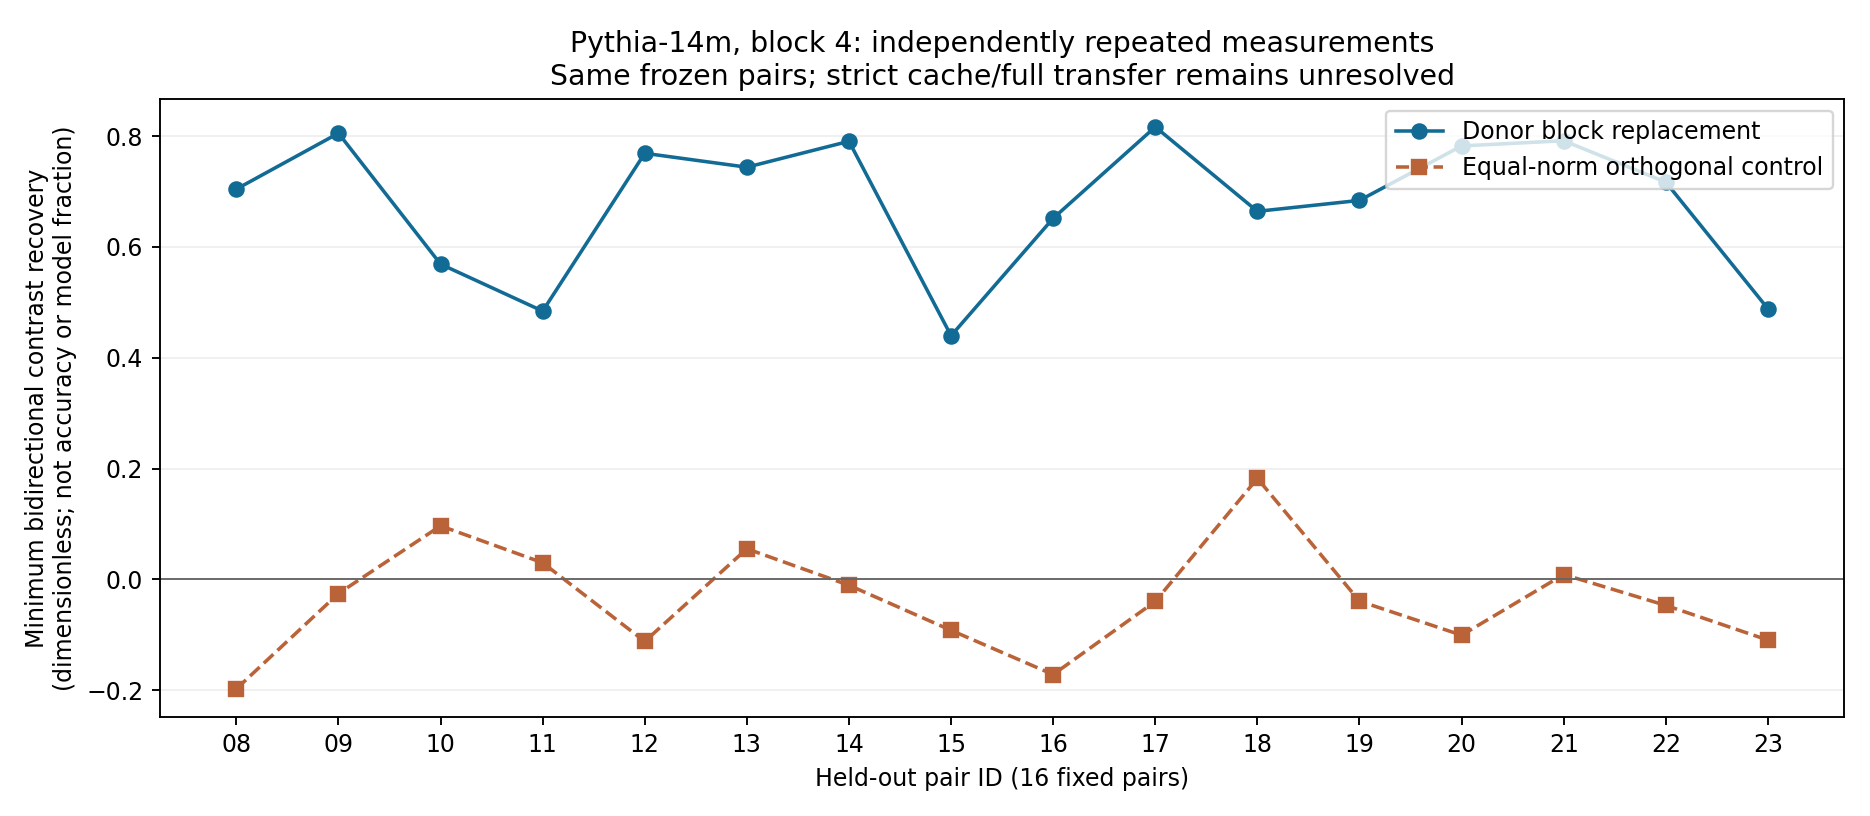 Pythia-14m, block 4: independently repeated measurements
Same frozen pairs; strict cache/full transfer remains unresolved
Minimum bidirectional contrast recovery
(dimensionless; not accuracy or model fraction)
0.8
0.6
0.4
0.2
0.0
−0.2
Donor block replacement
Equal-norm orthogonal control
08 09 10 11 12 13 14 15 16 17 18 19 20 21 22 23
Held-out pair ID (16 fixed pairs)